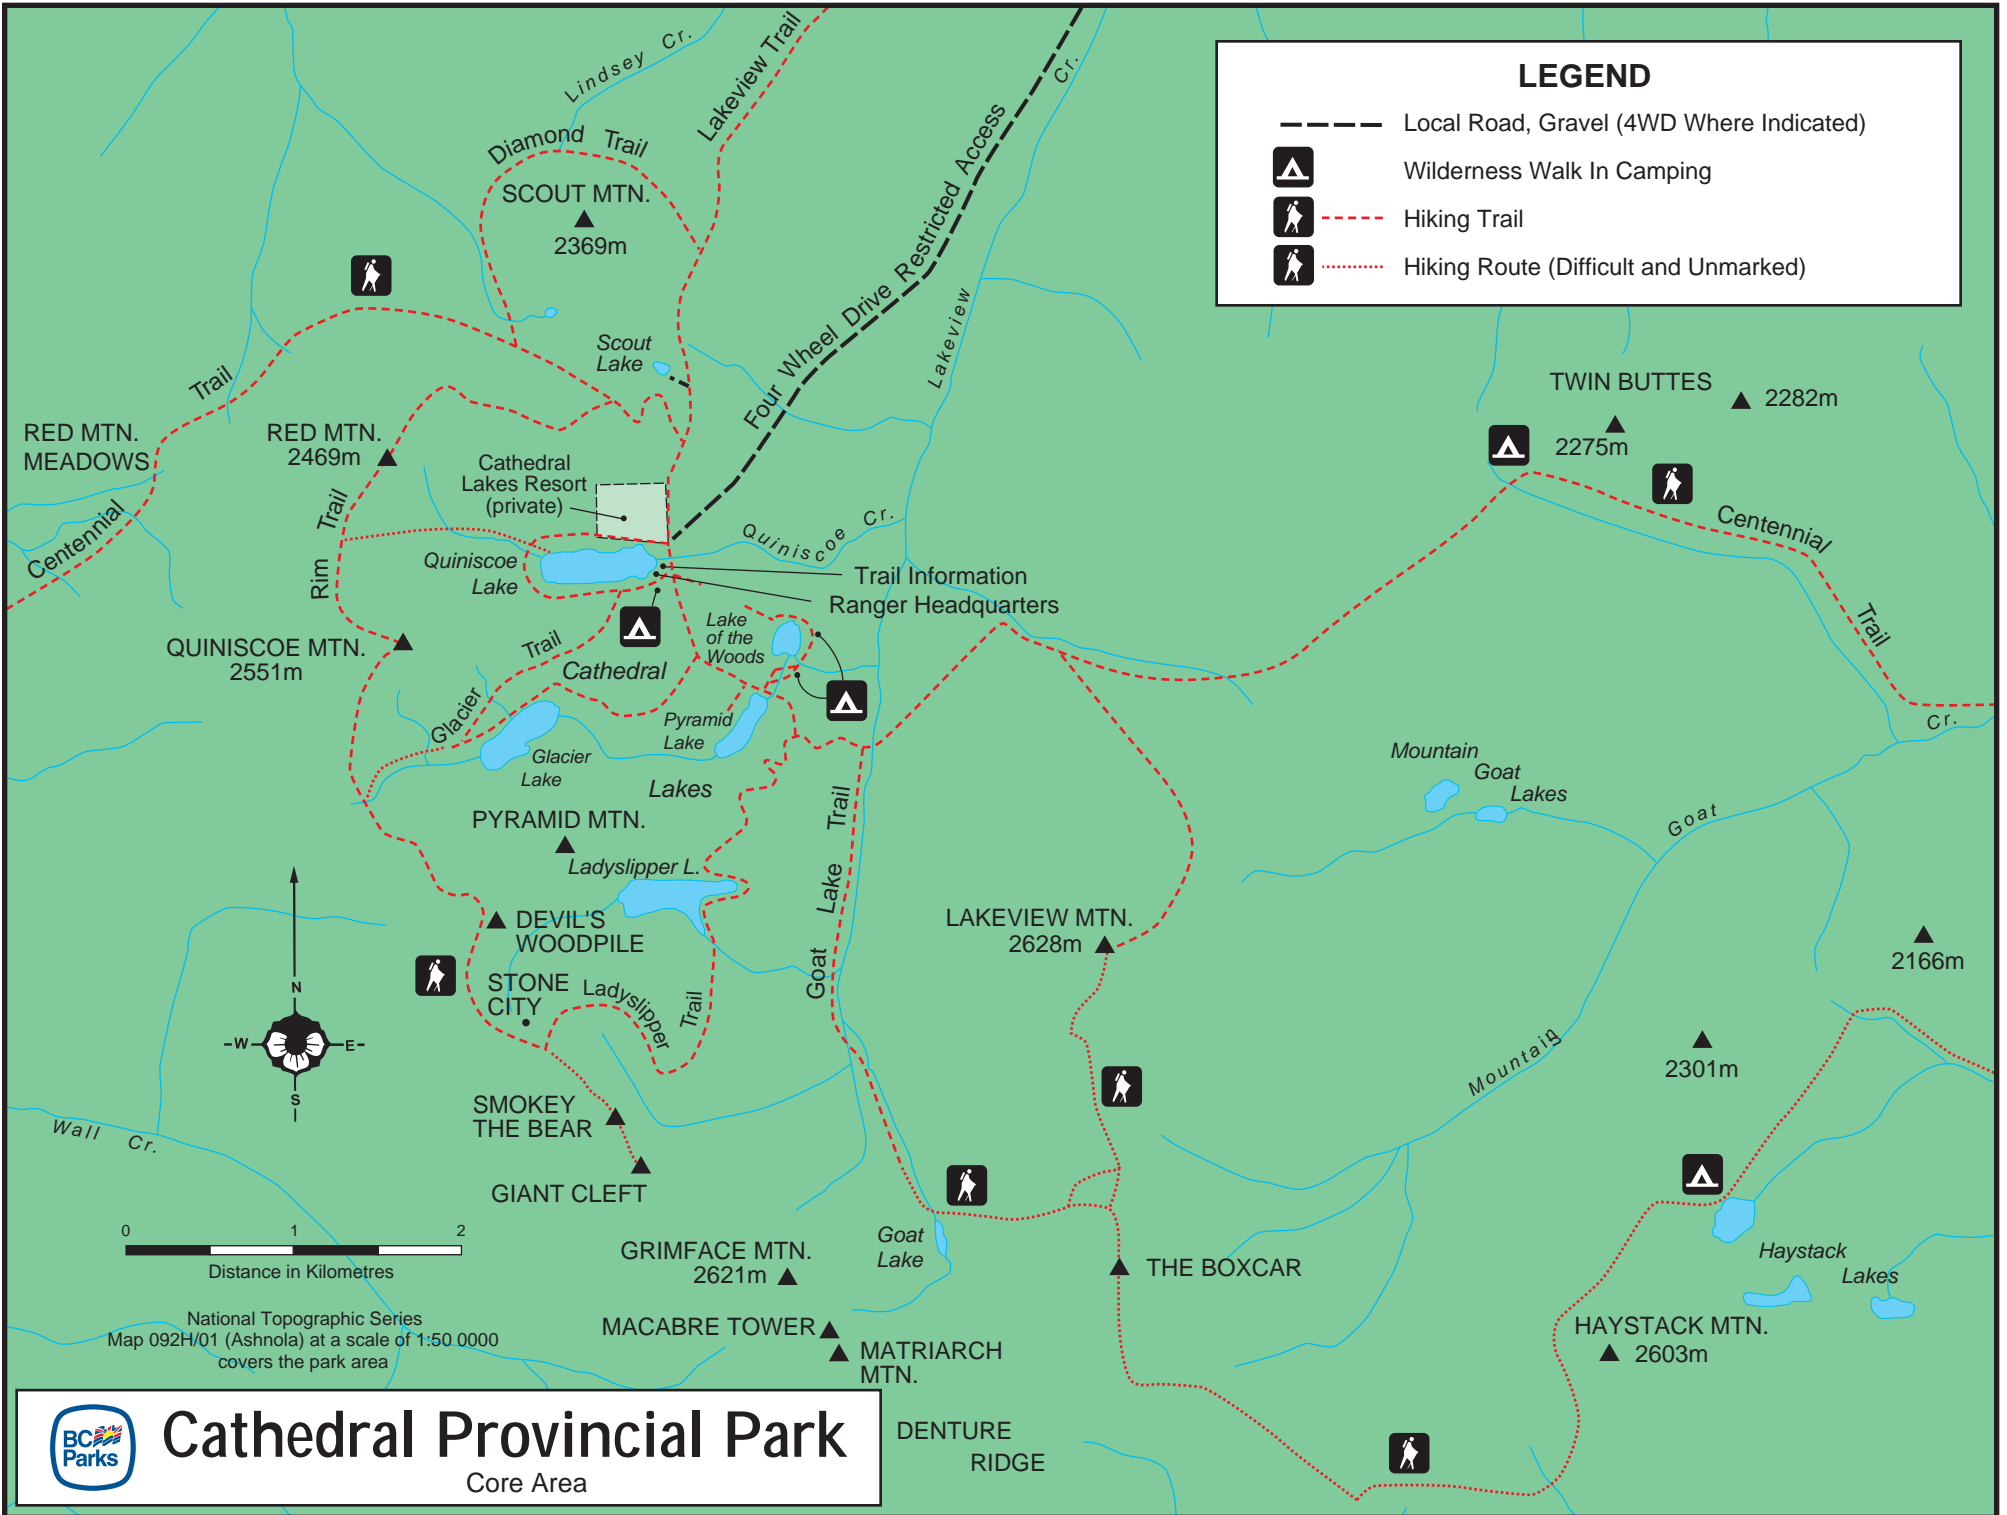 Lindsey Cr.
Lakeview Trail
Cr.
Diamond Trail
SCOUT MTN.
2369m
Four Wheel Drive Restricted Access
Lakeview
LEGEND
Local Road, Gravel (4WD Where Indicated)
Wilderness Walk In Camping
Hiking Trail
Hiking Route (Difficult and Unmarked)
Scout
Lake
Trail
RED MTN.
MEADOWS
RED MTN.
2469m
Cathedral
Lakes Resort
(private)
TWIN BUTTES
2282m
2275m
Centennial
Trail
Centennial
Rim
Trail
Quiniscoe Cr.
Quiniscoe
Lake
Trail Information
Ranger Headquarters
QUINISCOE MTN.
2551m
Trail
Glacier
Cathedral
Lake
of the
Woods
Pyramid
Lake
Glacier
Lake
Lakes
Cr.
Mountain
Goat
Lakes
Goat
PYRAMID MTN.
Ladyslipper L.
Trail
Lake
Goat
DEVIL'S
WOODPILE
STONE
CITY
Ladyslipper
Trail
LAKEVIEW MTN.
2628m
2166m
2301m
Mountain
N
W
E
S
Wall Cr.
SMOKEY
THE BEAR
GIANT CLEFT
0 1 2
Distance in Kilometres
GRIMFACE MTN.
2621m
Goat
Lake
THE BOXCAR
Haystack
Lakes
HAYSTACK MTN.
2603m
National Topographic Series
Map 092H/01 (Ashnola) at a scale of 1:50 0000
covers the park area
MACABRE TOWER
MATRIARCH
MTN.
DENTURE
RIDGE
BC
Parks
Cathedral Provincial Park
Core Area